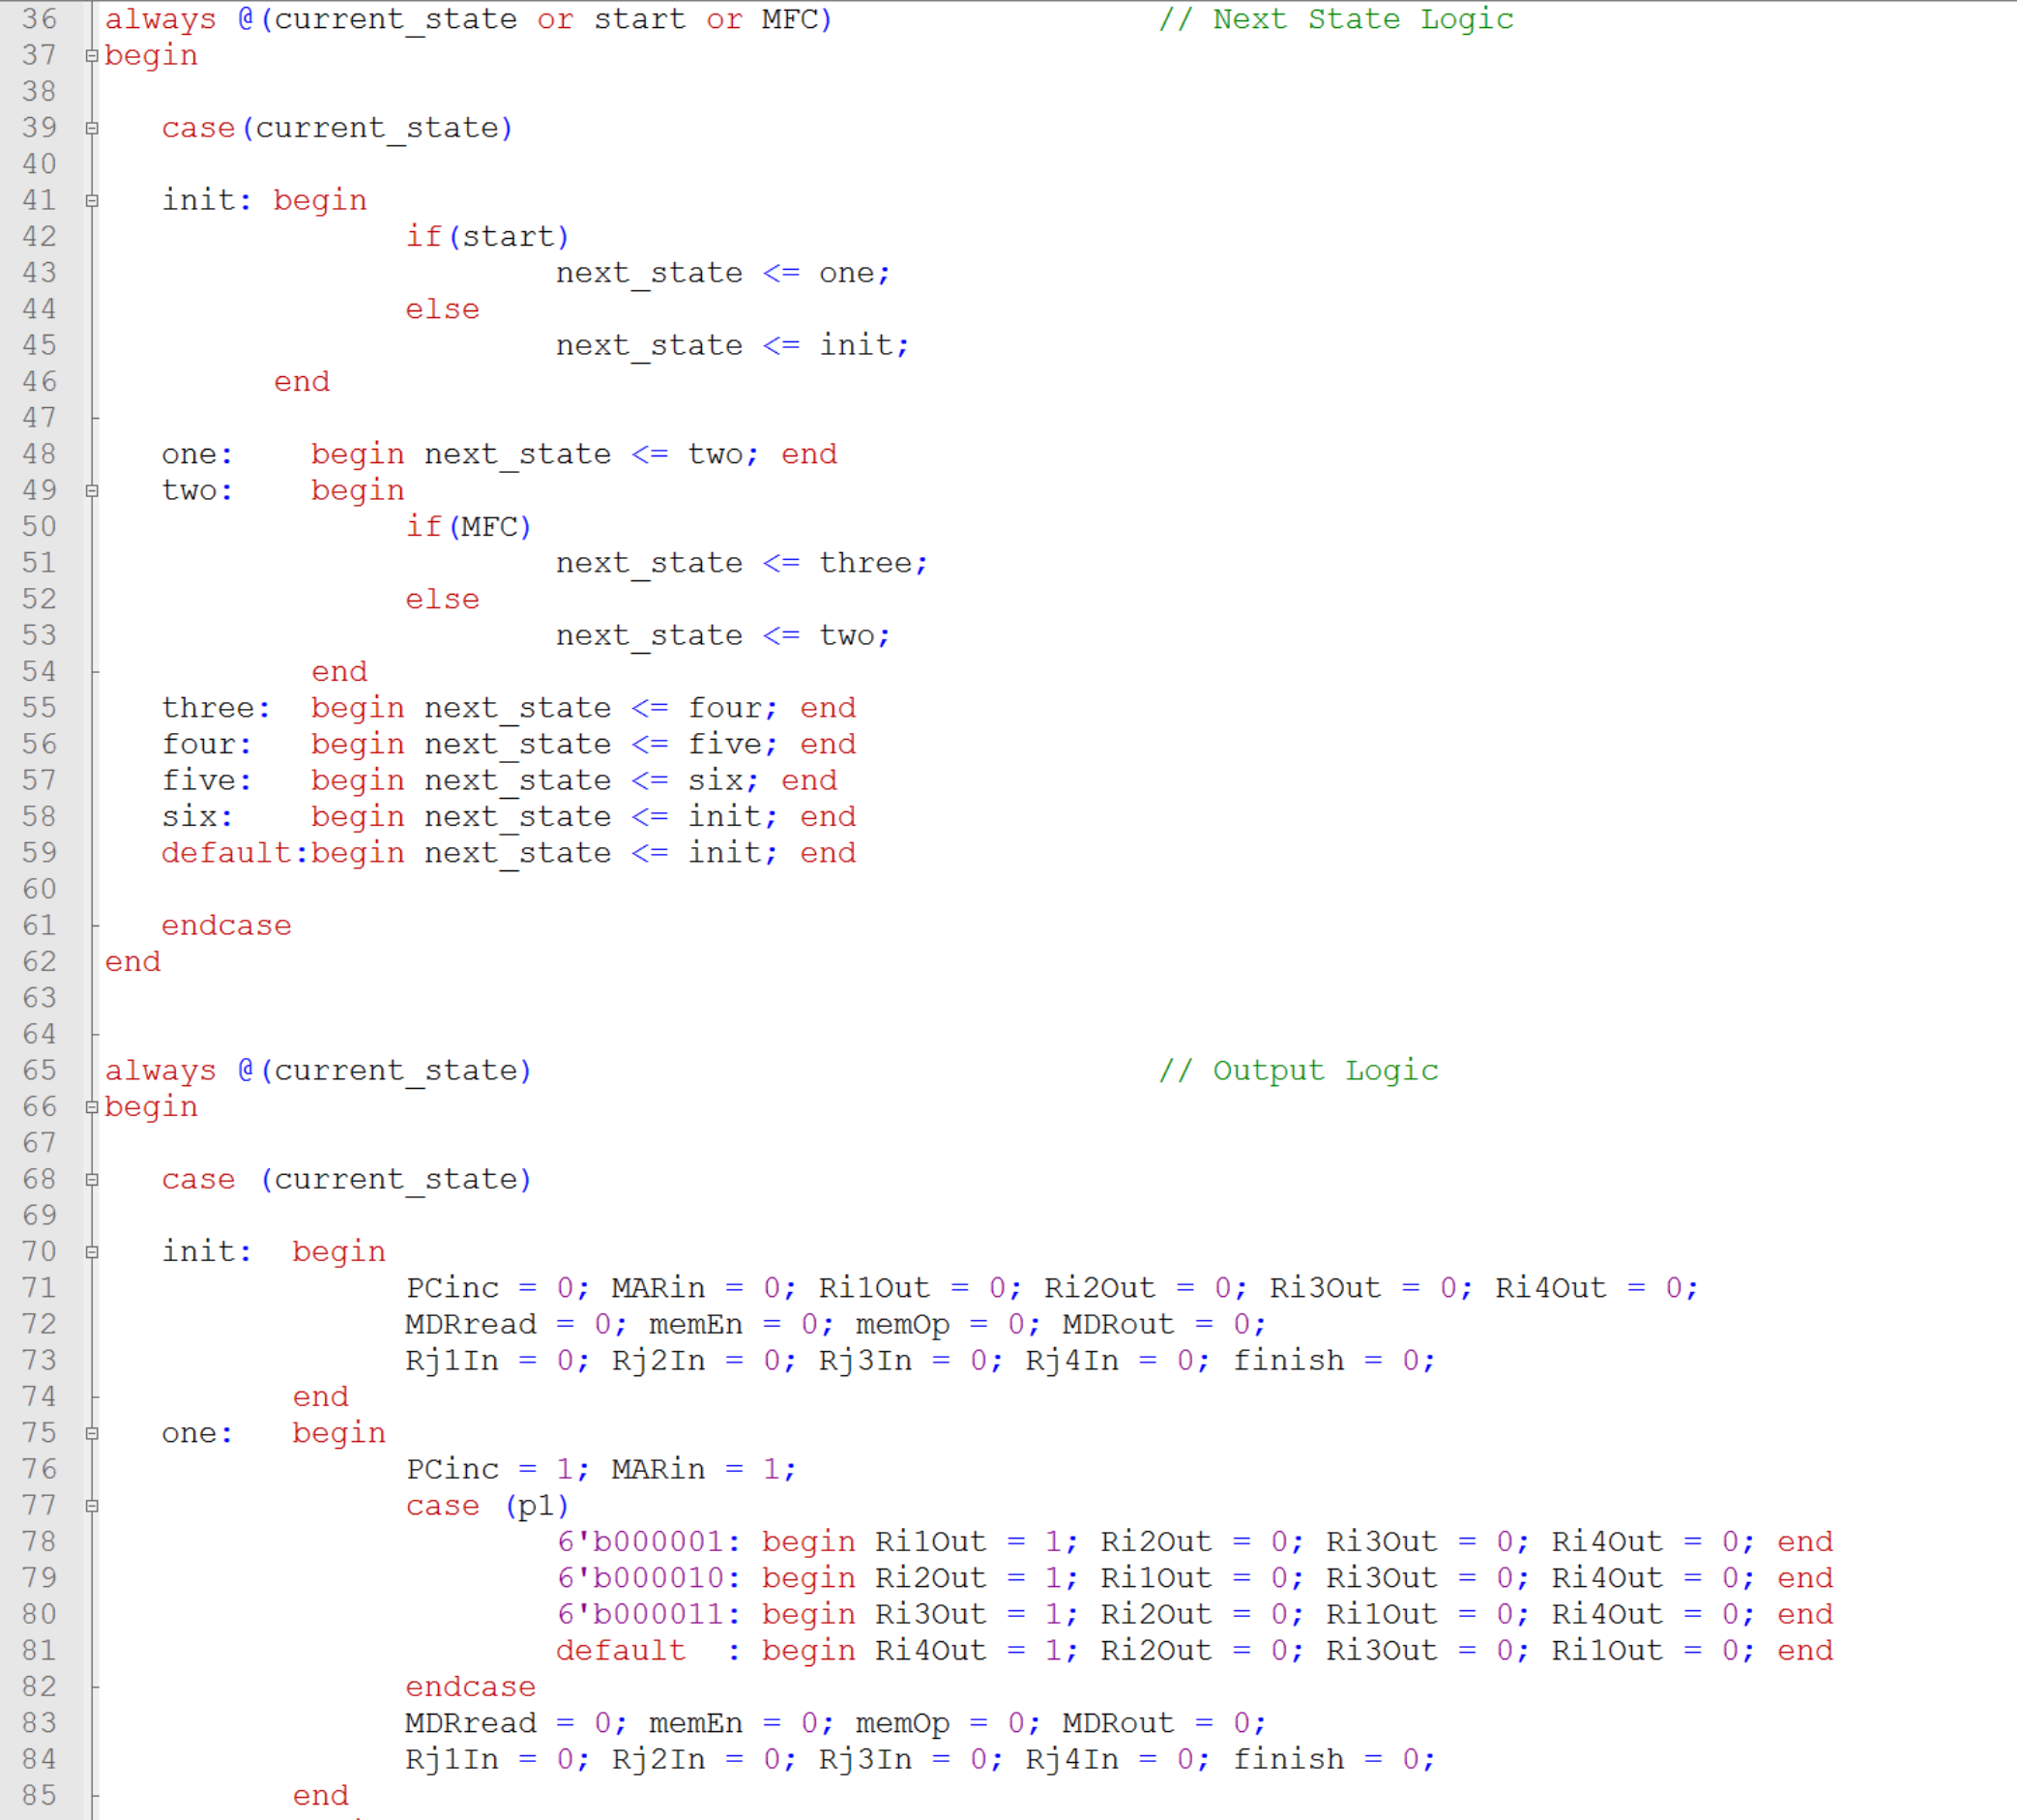 36 always @(current_state or start or MFC) // Next State Logic
37 begin
38
39 case(current_state)
40
41 init: begin
42 if(start)
43 next_state <= one;
44 else
45 next_state <= init;
46 end
47
48 one: begin next_state <= two; end
49 two: begin
50 if(MFC)
51 next_state <= three;
52 else
53 next_state <= two;
54 end
55 three: begin next_state <= four; end
56 four: begin next_state <= five; end
57 five: begin next_state <= six; end
58 six: begin next_state <= init; end
59 default:begin next_state <= init; end
60
61 endcase
62 end
63
64
65 always @(current_state) // Output Logic
66 begin
67
68 case (current_state)
69
70 init: begin
71 PCinc = 0; MARin = 0; Ri1Out = 0; Ri2Out = 0; Ri3Out = 0; Ri4Out = 0;
72 MDRread = 0; memEn = 0; memOp = 0; MDRout = 0;
73 Rj1In = 0; Rj2In = 0; Rj3In = 0; Rj4In = 0; finish = 0;
74 end
75 one: begin
76 PCinc = 1; MARin = 1;
77 case (p1)
78 6'b000001: begin Ri1Out = 1; Ri2Out = 0; Ri3Out = 0; Ri4Out = 0; end
79 6'b000010: begin Ri2Out = 1; Ri1Out = 0; Ri3Out = 0; Ri4Out = 0; end
80 6'b000011: begin Ri3Out = 1; Ri2Out = 0; Ri1Out = 0; Ri4Out = 0; end
81 default : begin Ri4Out = 1; Ri2Out = 0; Ri3Out = 0; Ri1Out = 0; end
82 endcase
83 MDRread = 0; memEn = 0; memOp = 0; MDRout = 0;
84 Rj1In = 0; Rj2In = 0; Rj3In = 0; Rj4In = 0; finish = 0;
85 end